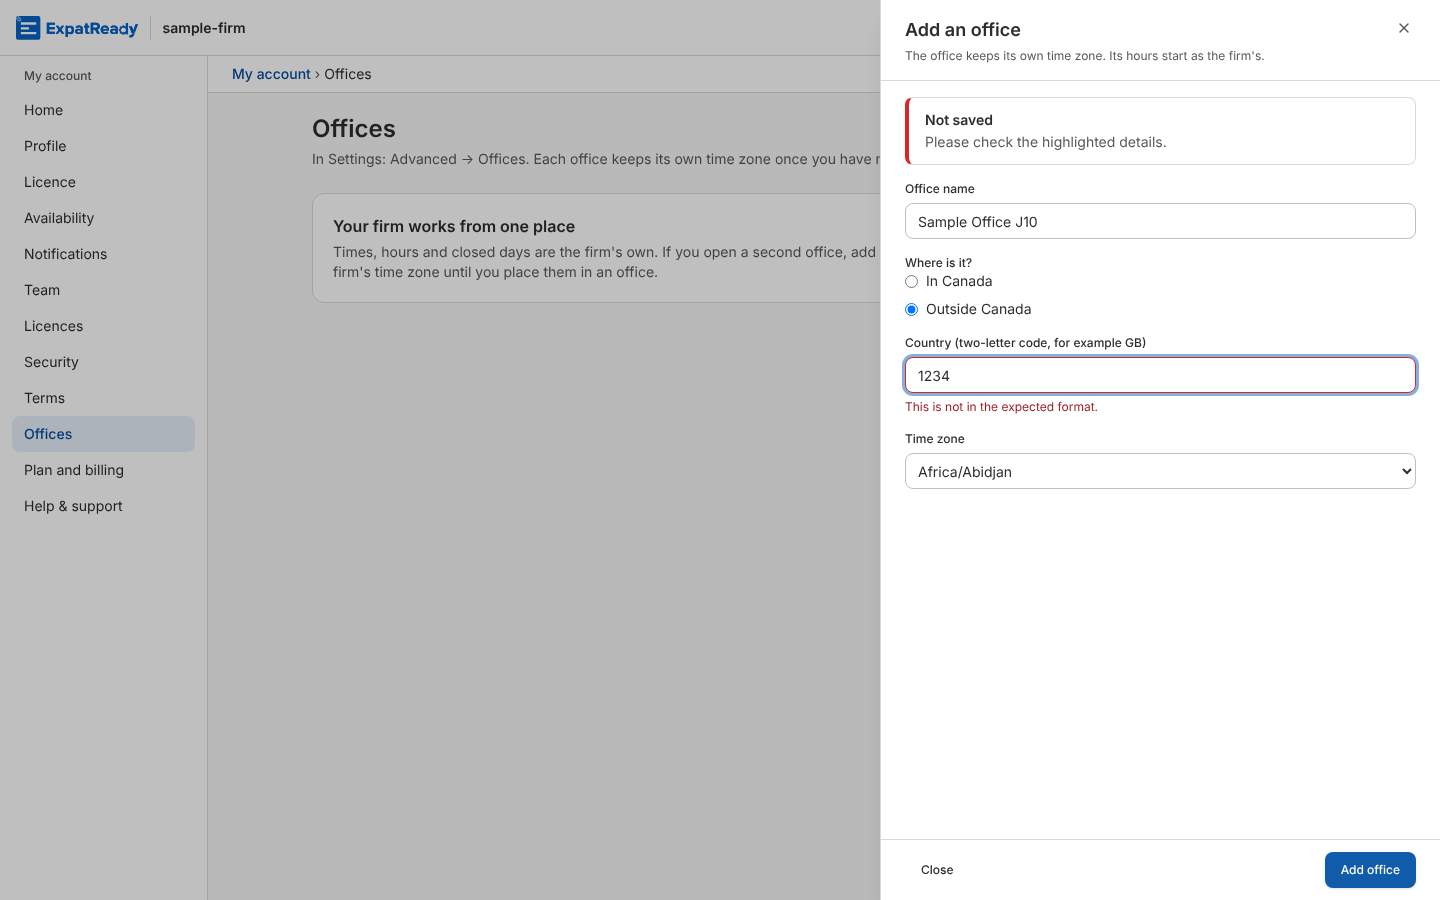 ExpatReady sample-firm
My account
Home
Profile
Licence
Availability
Notifications
Team
Licences
Security
Terms
Offices
Plan and billing
Help & support
My account › Offices
Offices
In Settings: Advanced → Offices. Each office keeps its own time zone once you have
Your firm works from one place
Times, hours and closed days are the firm's own. If you open a second office, add
firm's time zone until you place them in an office.
Add an office
The office keeps its own time zone. Its hours start as the firm's.
Not saved
Please check the highlighted details.
Office name
Sample Office J10
Where is it?
In Canada
Outside Canada
Country (two-letter code, for example GB)
1234
This is not in the expected format.
Time zone
Africa/Abidjan
Close
Add office